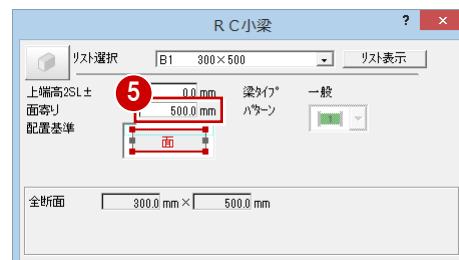 ＲＣ小梁
? ×
リスト選択 B1 300×500 リスト表示
上端高2SL± 0.0 mm 梁ﾀｲﾌﾟ 一般
5
面寄り 500.0 mm ﾊﾟﾀｰﾝ
1
配置基準 面
全断面 300.0 mm × 500.0 mm